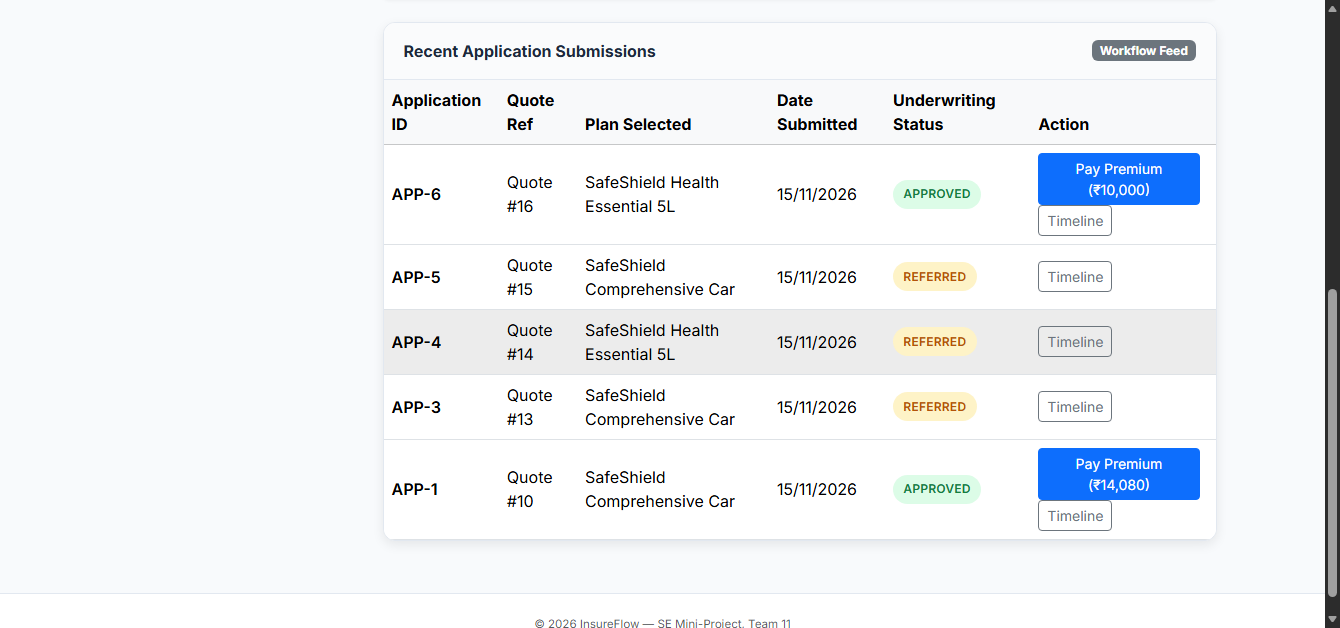 Recent Application Submissions
Workflow Feed
Application ID
Quote Ref
Plan Selected
Date Submitted
Underwriting Status
Action
APP-6
Quote #16
SafeShield Health
Essential 5L
15/11/2026
APPROVED
Pay Premium
(₹10,000)
Timeline
APP-5
Quote #15
SafeShield
Comprehensive Car
15/11/2026
REFERRED
Timeline
APP-4
Quote #14
SafeShield Health
Essential 5L
15/11/2026
REFERRED
Timeline
APP-3
Quote #13
SafeShield
Comprehensive Car
15/11/2026
REFERRED
Timeline
APP-1
Quote #10
SafeShield
Comprehensive Car
15/11/2026
APPROVED
Pay Premium
(₹14,080)
Timeline
© 2026 InsureFlow — SE Mini-Project. Team 11